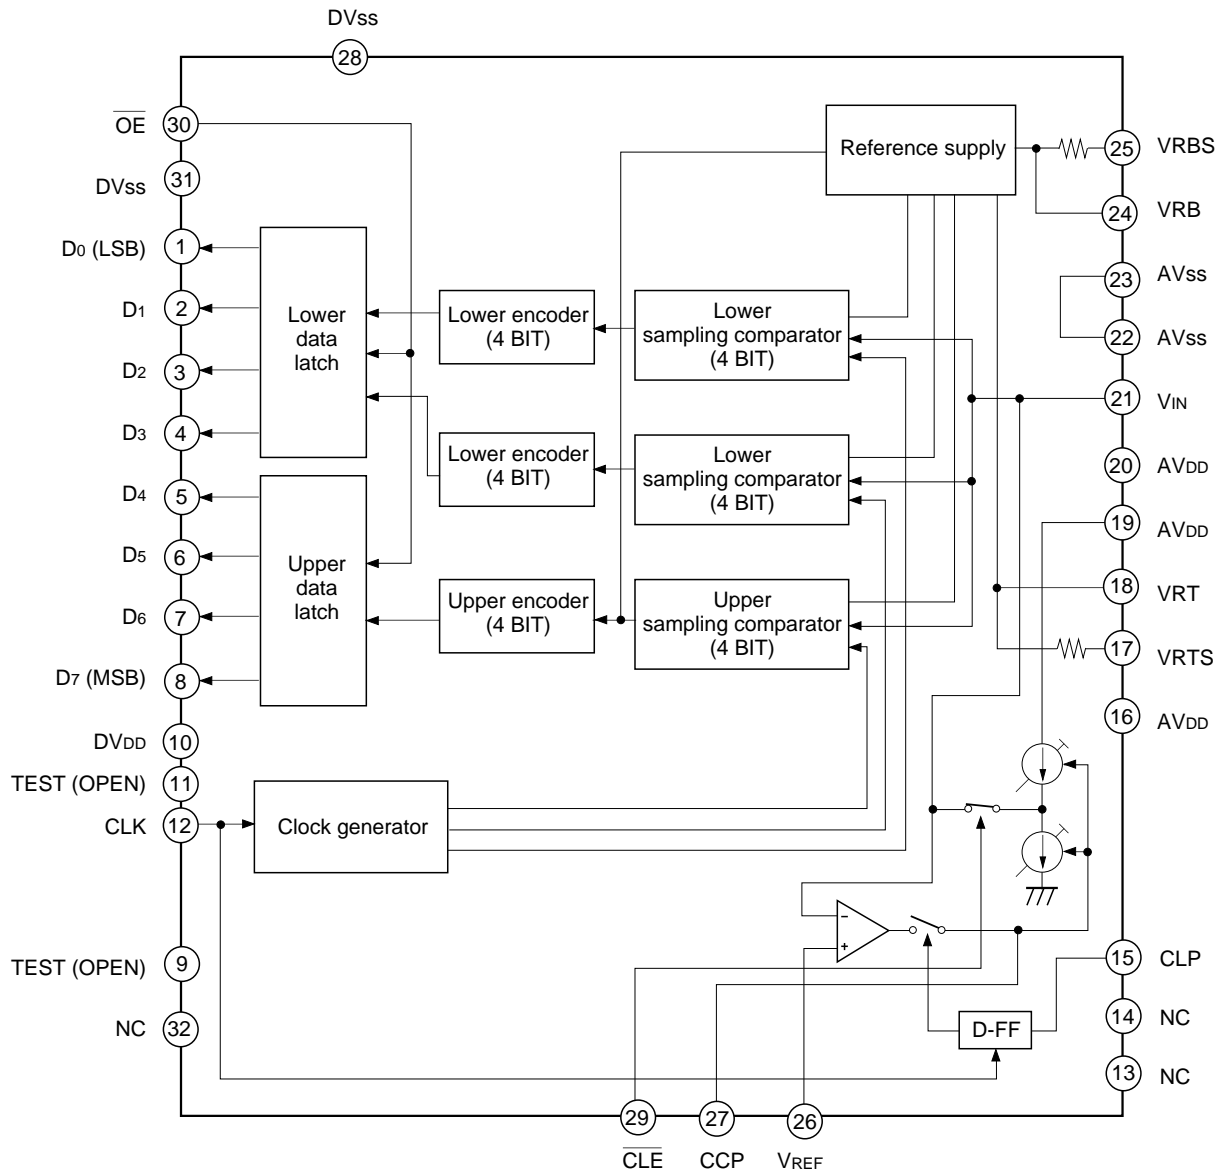 DVss
28
OE
30
DVss
31
D0 (LSB)
1
D1
2
D2
3
D3
4
D4
5
D5
6
D6
7
D7 (MSB)
8
DVDD
10
TEST (OPEN)
11
CLK
12
TEST (OPEN)
9
NC
32
Lower
data
latch
Upper
data
latch
Lower encoder
(4 BIT)
Lower encoder
(4 BIT)
Upper encoder
(4 BIT)
Lower
sampling comparator
(4 BIT)
Lower
sampling comparator
(4 BIT)
Upper
sampling comparator
(4 BIT)
Reference supply
Clock generator
−
+
D-FF
25
VRBS
24
VRB
23
AVss
22
AVss
21
VIN
20
AVDD
19
AVDD
18
VRT
17
VRTS
16
AVDD
15
CLP
14
NC
13
NC
29
27
26
CLE
CCP
VREF